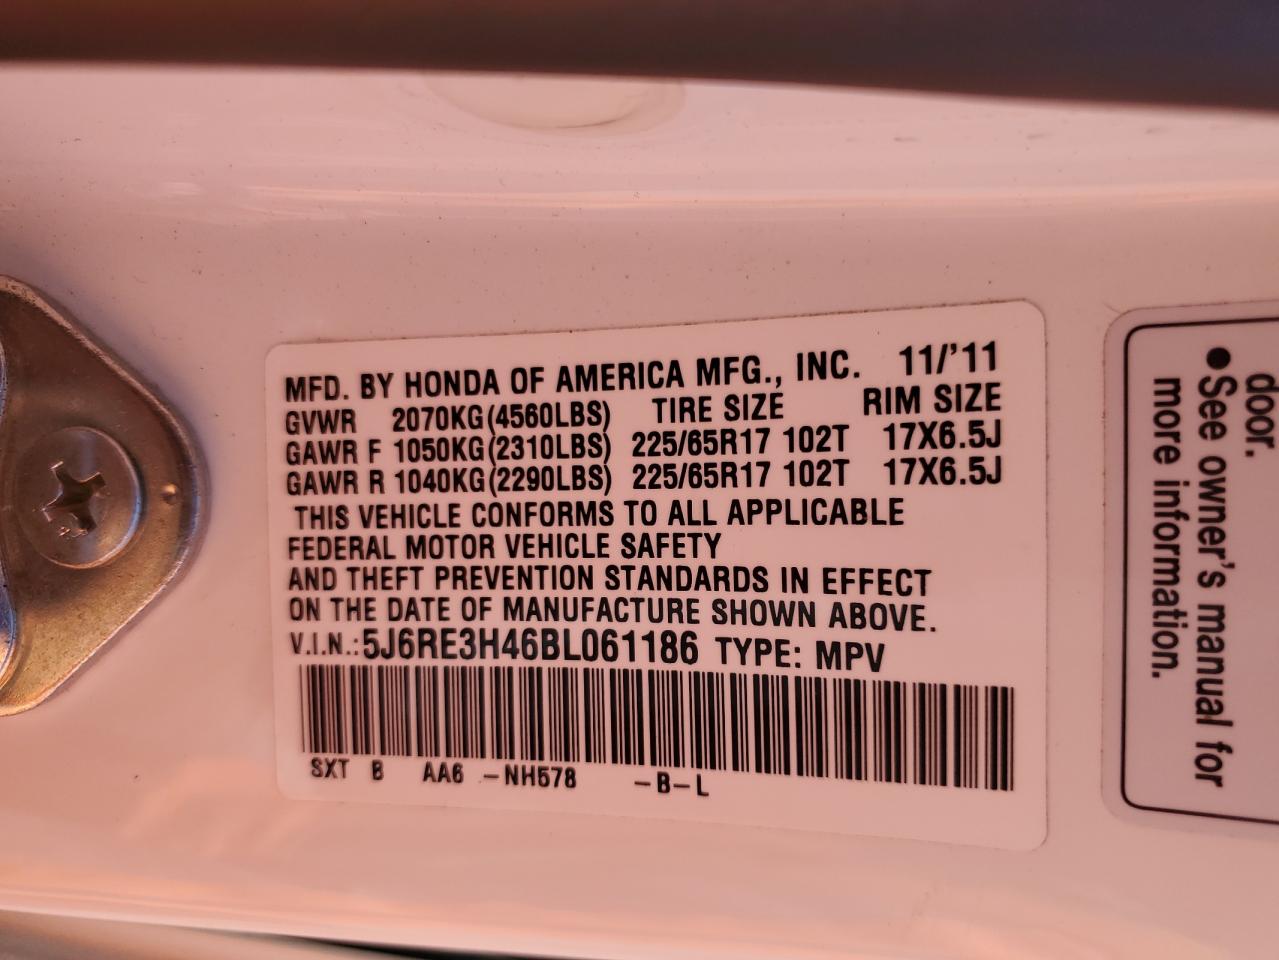 MFD. BY HONDA OF AMERICA MFG., INC. 11/'11
GVWR 2070KG(4560LBS) TIRE SIZE RIM SIZE
GAWR F 1050KG(2310LBS) 225/65R17 102T 17X6.5J
GAWR R 1040KG(2290LBS) 225/65R17 102T 17X6.5J
THIS VEHICLE CONFORMS TO ALL APPLICABLE
FEDERAL MOTOR VEHICLE SAFETY
AND THEFT PREVENTION STANDARDS IN EFFECT
ON THE DATE OF MANUFACTURE SHOWN ABOVE.
V.I.N.:5J6RE3H46BL061186 TYPE: MPV
SXT B AA6 -NH578 -B-L
door.
●See owner's manual for
more information.